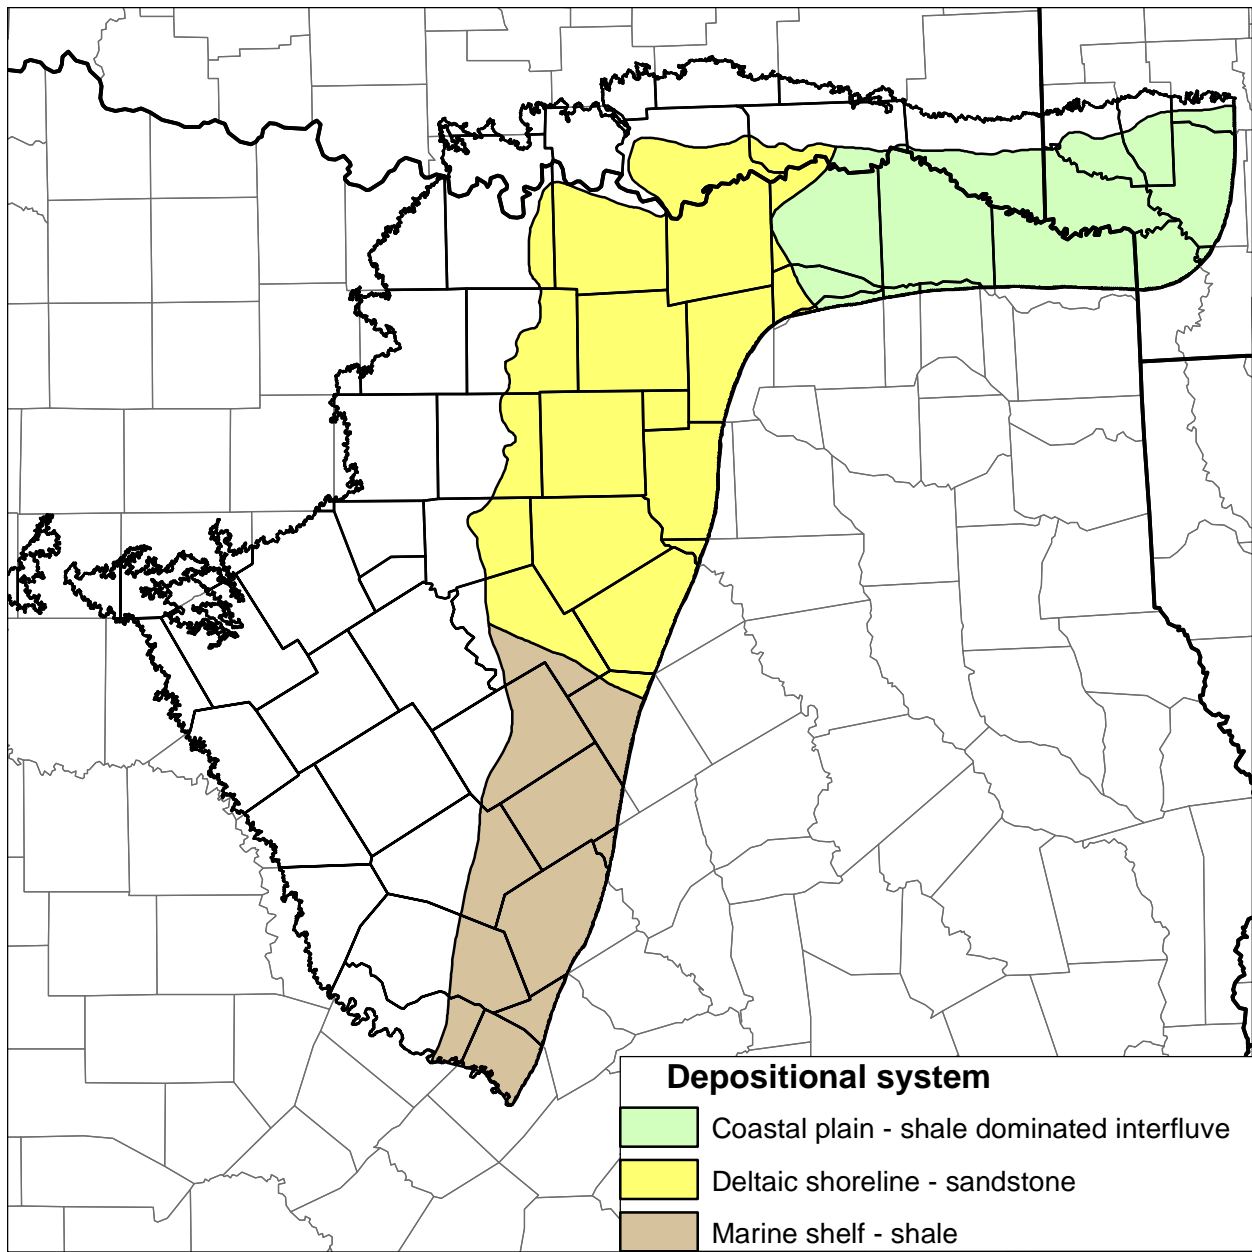 Depositional system
Coastal plain - shale dominated interfluve
Deltaic shoreline - sandstone
Marine shelf - shale